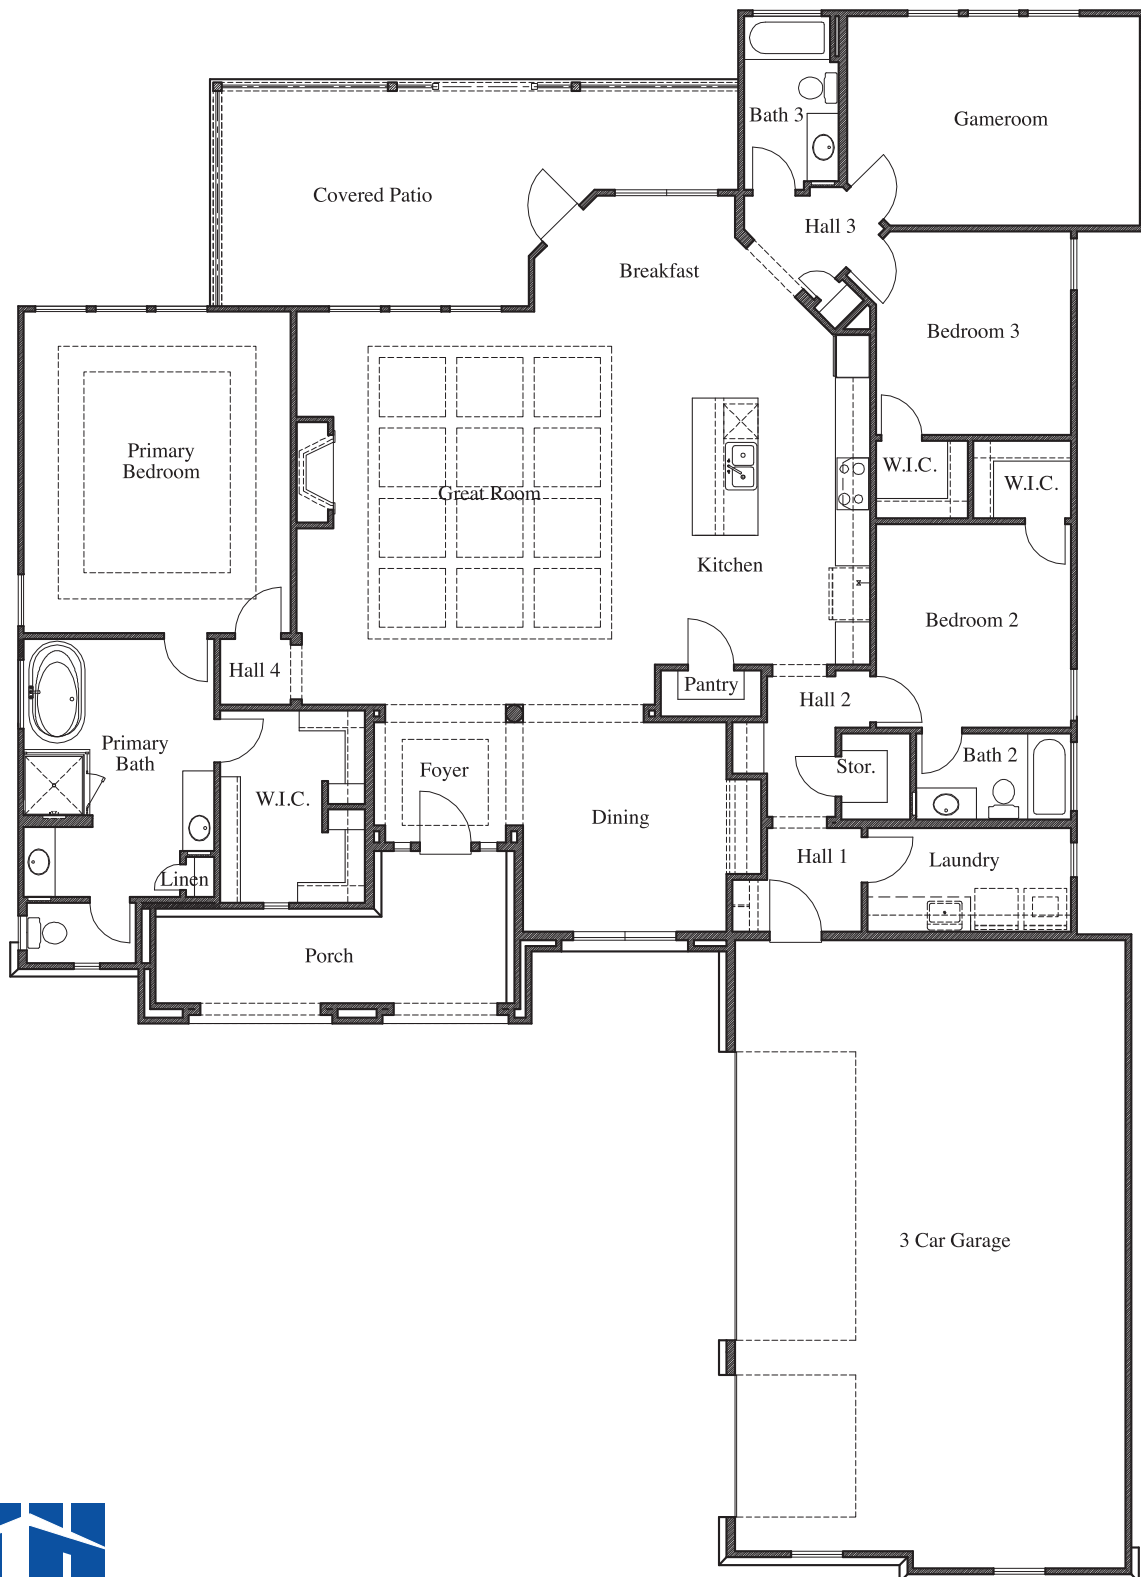 Bath 3
Gameroom
Covered Patio
Hall 3
Breakfast
Bedroom 3
Primary
Bedroom
W.I.C.
W.I.C.
Great Room
Kitchen
Bedroom 2
Hall 4
Pantry
Hall 2
Primary
Bath
Foyer
Stor.
Bath 2
W.I.C.
Dining
Hall 1
Laundry
Linen
Porch
3 Car Garage